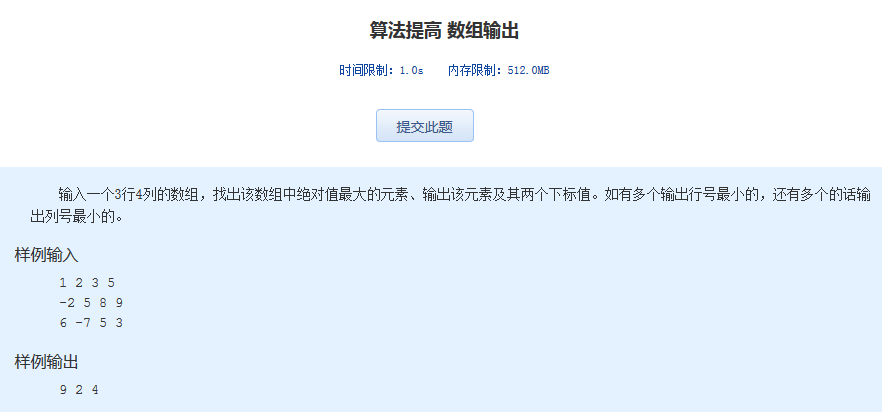 算法提高 数组输出
时间限制：1.0s 内存限制：512.0MB
提交此题
输入一个3行4列的数组，找出该数组中绝对值最大的元素、输出该元素及其两个下标值。如有多个输出行号最小的，还有多个的话输
出列号最小的。
样例输入
1 2 3 5
-2 5 8 9
6 -7 5 3
样例输出
9 2 4